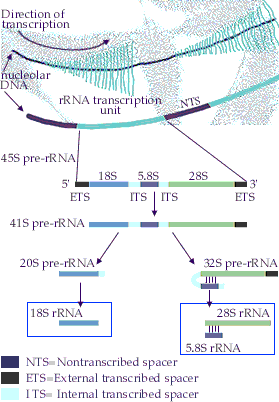 Direction of
transcription
nucleolar
DNA
rRNA transcription
unit
NTS
45S pre-rRNA
18S 5.8S 28S
5' 3'
ETS ITS ITS ETS
41S pre-rRNA
20S pre-rRNA 32S pre-rRNA
18S rRNA 28S rRNA
5.8S rRNA
NTS=Nontranscribed spacer
ETS=External transcribed spacer
ITS= Internal transcribed spacer